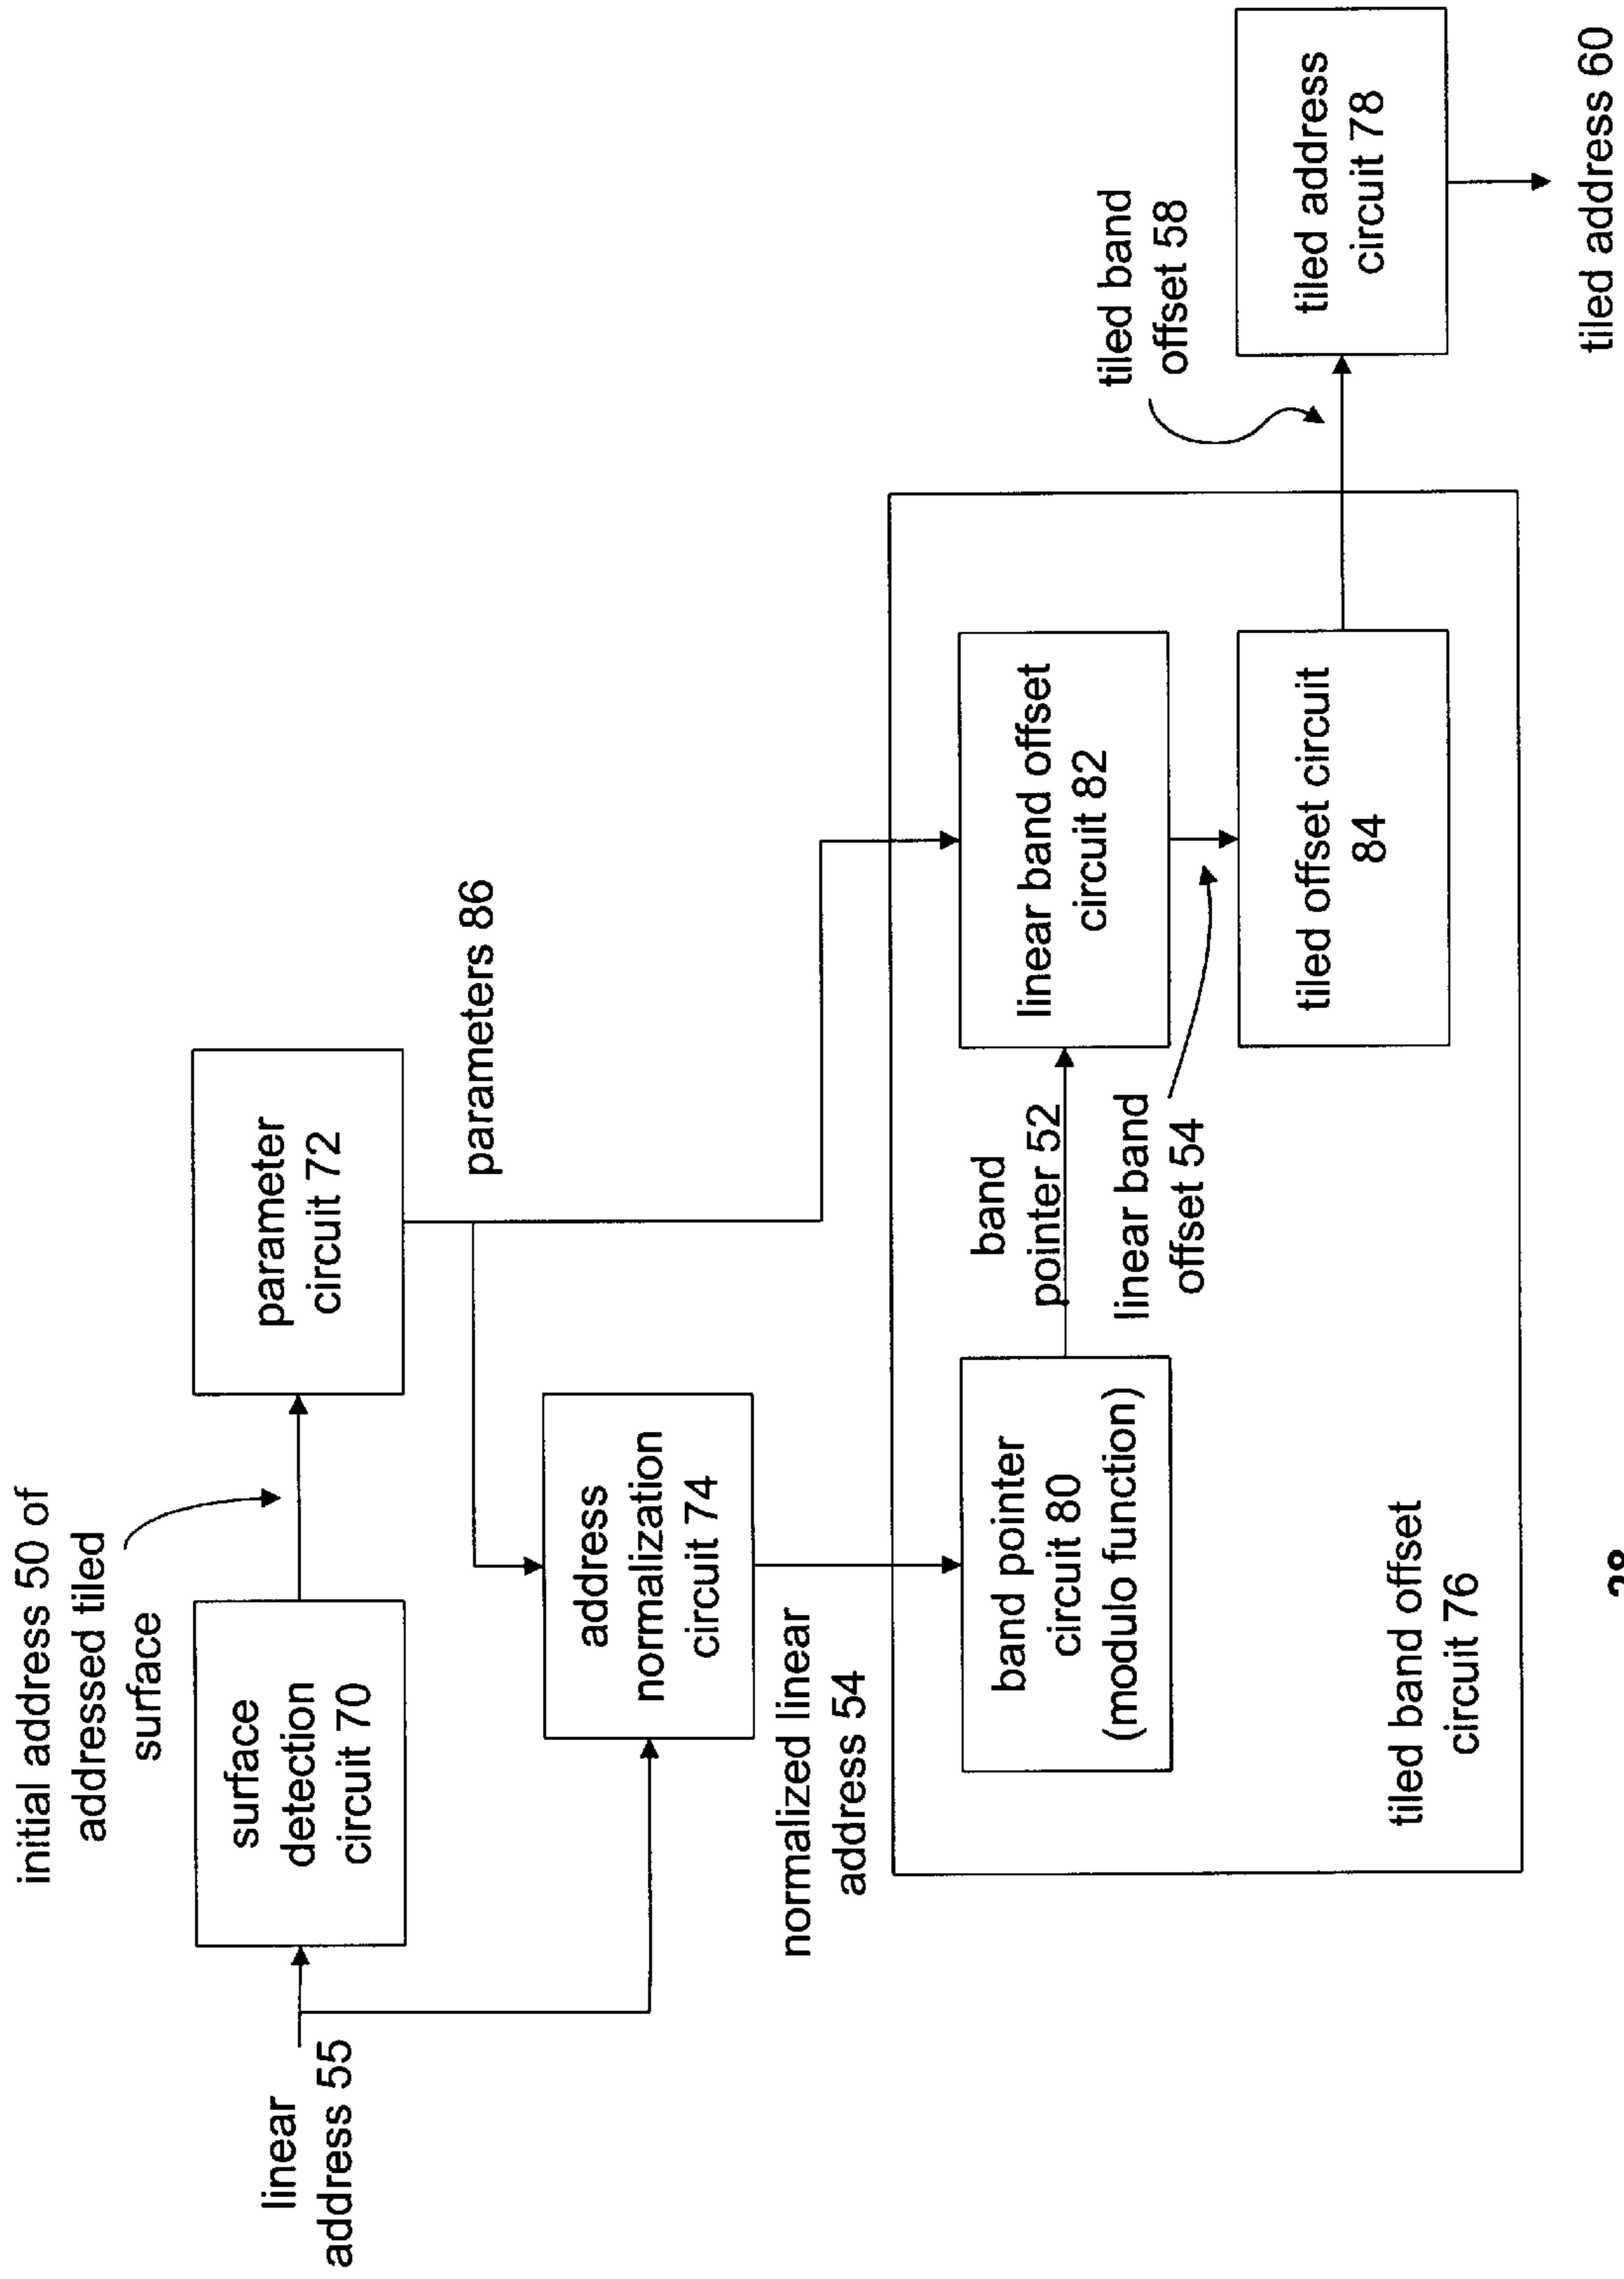 initial address 50 of
addressed tiled
surface
linear
address 55
surface
detection
circuit 70
parameter
circuit 72
parameters 86
address
normalization
circuit 74
normalized linear
address 54
band pointer
circuit 80
(modulo function)
band
pointer 52
linear band offset
circuit 82
linear band
offset 54
tiled offset circuit
84
tiled band offset
circuit 76
tiled band
offset 58
tiled address
circuit 78
tiled address 60